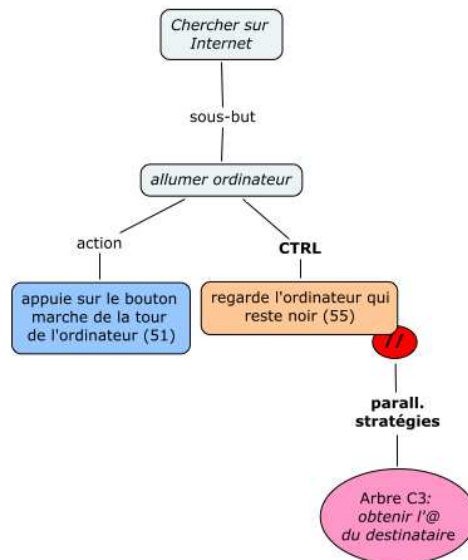 Chercher sur
Internet
sous-but
allumer ordinateur
action
CTRL
appuie sur le bouton
marche de la tour
de l'ordinateur (51)
regarde l'ordinateur qui
reste noir (55)
//
parall.
stratégies
Arbre C3:
obtenir l'@
du destinataire